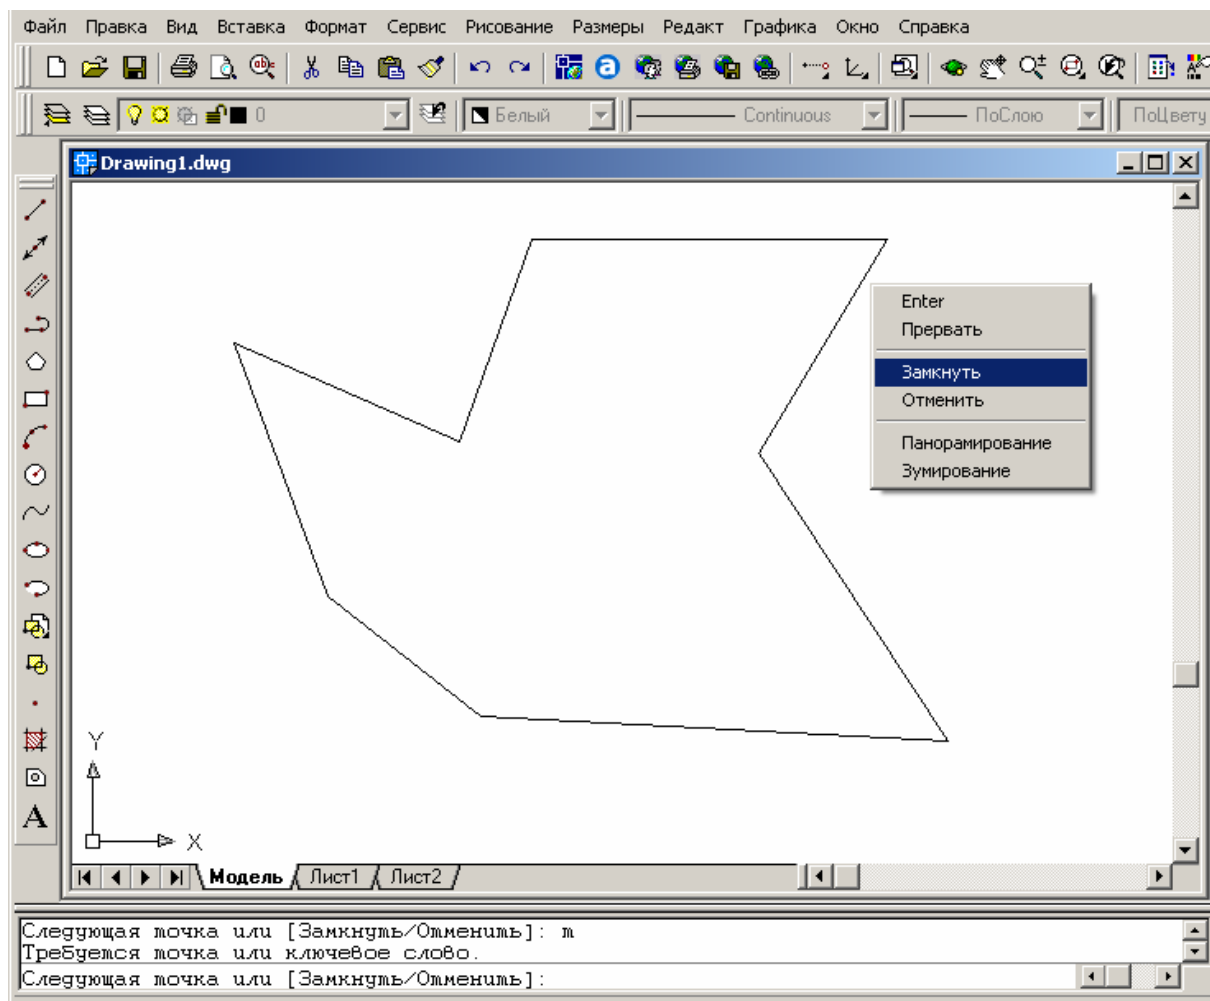 Файл Правка Вид Вставка Формат Сервис Рисование Размеры Редакт Графика Окно Справка
0 Белый Continuous ПоСлою ПоЦвету
Drawing1.dwg
Enter
Прервать
Замкнуть
Отменить
Панорамирование
Зумирование
Y
X
A
Модель Лист1 Лист2
Следующая точка или [Замкнуть/Отменить]: m
Требуется точка или ключевое слово.
Следующая точка или [Замкнуть/Отменить]: